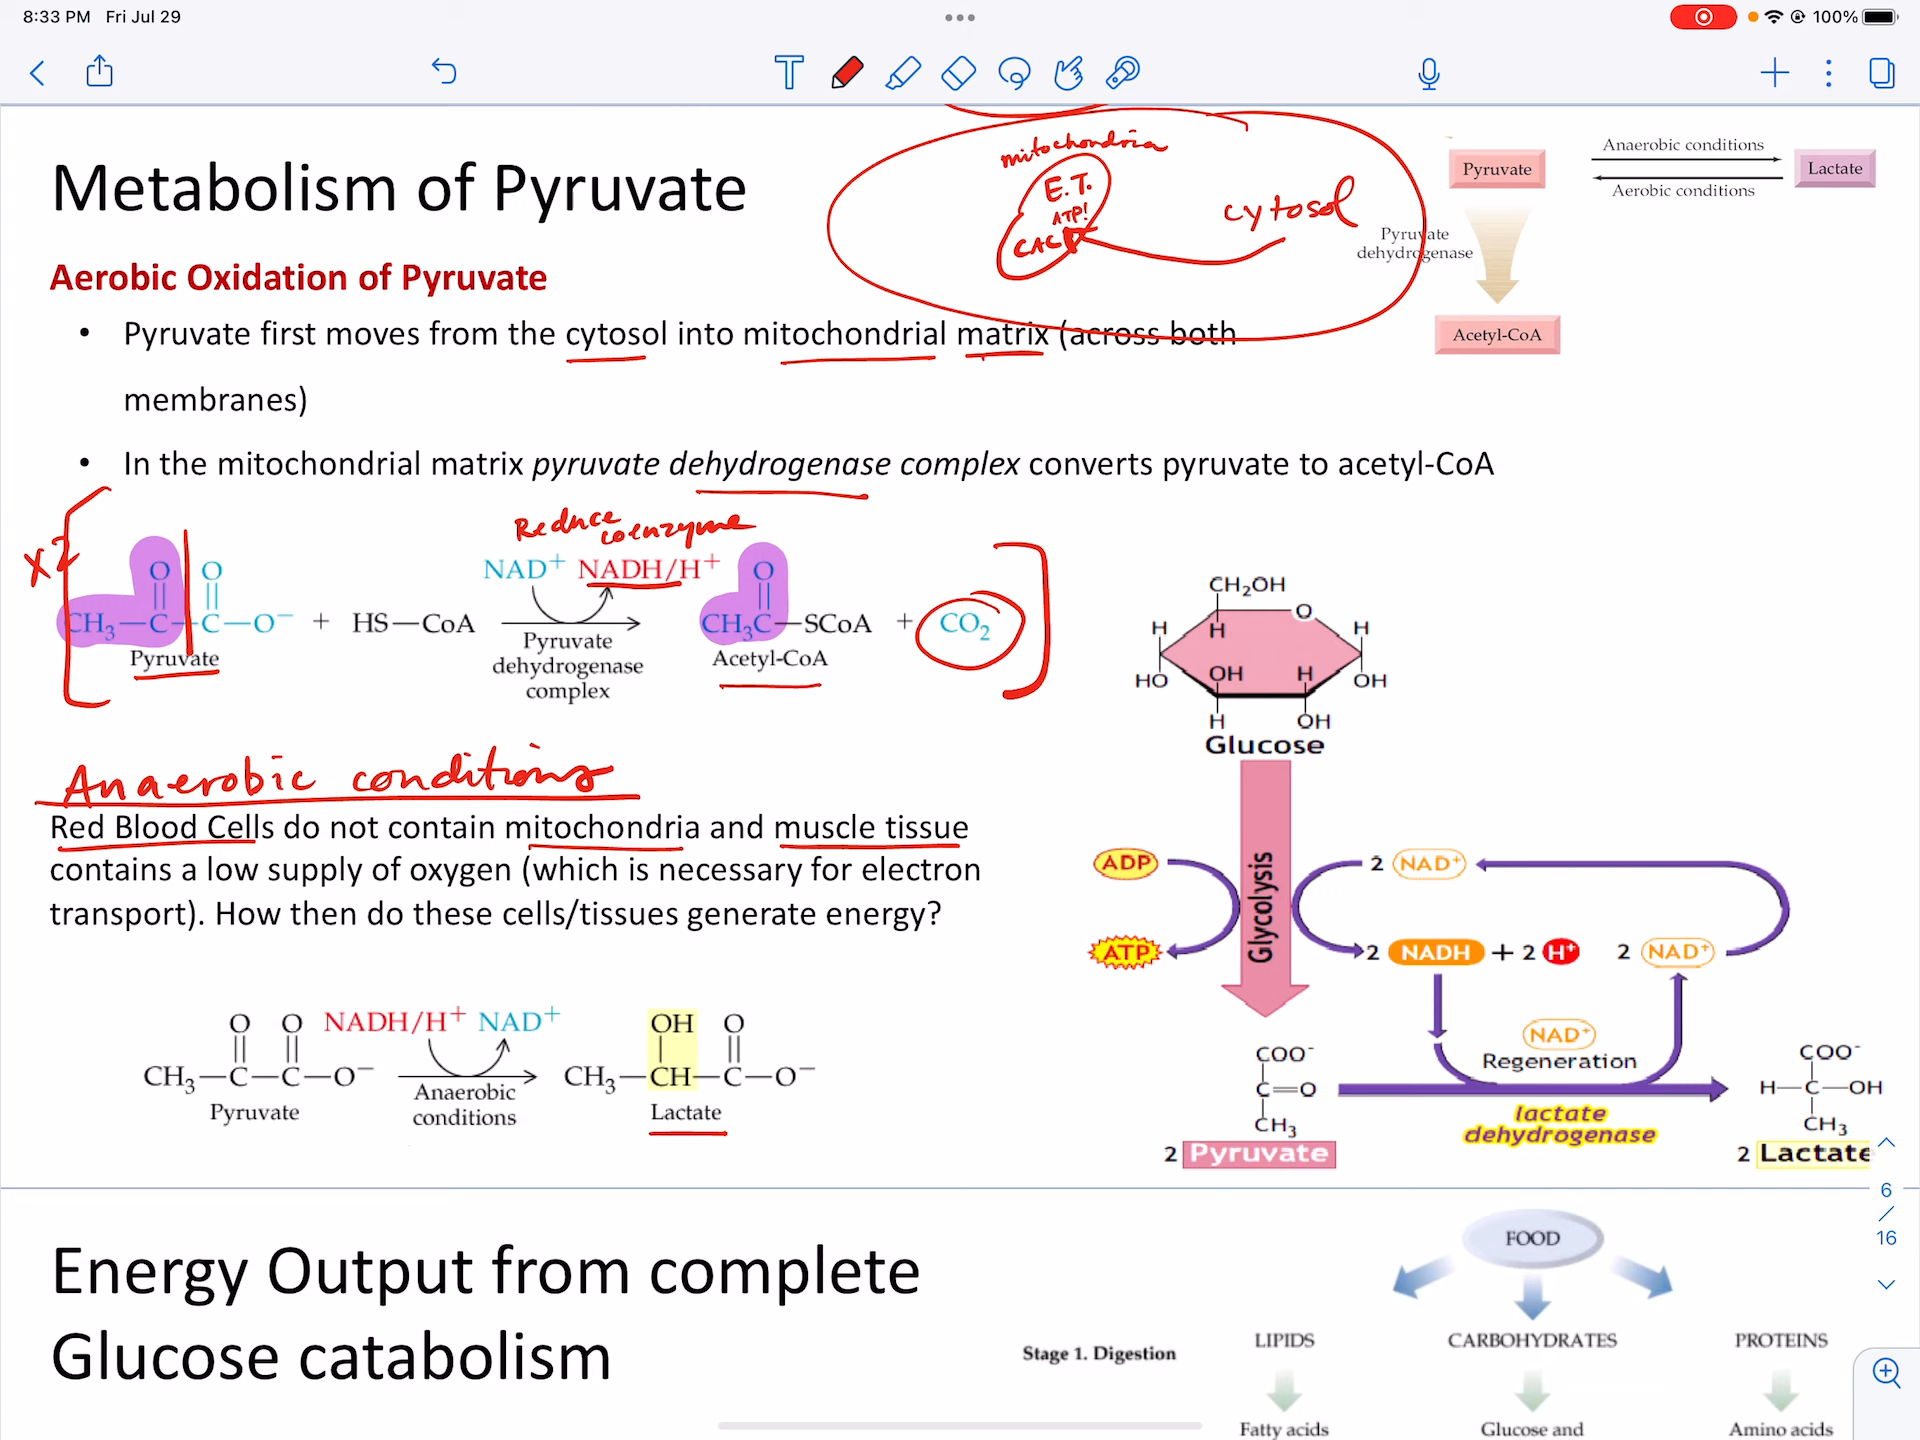 8:33 PM Fri Jul 29
100%
Metabolism of Pyruvate
mitochondria
E.T.
ATP!
CAC
cytosol
Pyruvate
Anaerobic conditions
Aerobic conditions
Lactate
Pyruvate
dehydrogenase
Acetyl-CoA
Aerobic Oxidation of Pyruvate
• Pyruvate first moves from the cytosol into mitochondrial matrix (across both
membranes)
• In the mitochondrial matrix pyruvate dehydrogenase complex converts pyruvate to acetyl-CoA
x2
Reduce
coenzyme
NAD⁺ NADH/H⁺
O O O
CH₃—C—C—O⁻ + HS—CoA CH₃C—SCoA + CO₂
Pyruvate
Pyruvate
dehydrogenase
complex
Acetyl-CoA
Anaerobic conditions
Red Blood Cells do not contain mitochondria and muscle tissue
contains a low supply of oxygen (which is necessary for electron
transport). How then do these cells/tissues generate energy?
O O NADH/H⁺ NAD⁺ OH O
CH₃—C—C—O⁻ CH₃—CH—C—O⁻
Pyruvate
Anaerobic
conditions
Lactate
CH₂OH
O
H H H
HO OH H OH
H OH
Glucose
Glycolysis
ADP
ATP
2 NAD⁺
2 NADH + 2 H⁺ 2 NAD⁺
NAD⁺
Regeneration
COO⁻
C=O
CH₃
2 Pyruvate
lactate
dehydrogenase
COO⁻
H—C—OH
CH₃
2 Lactate
6
/
16
Energy Output from complete
Glucose catabolism
FOOD
Stage 1. Digestion
LIPIDS CARBOHYDRATES PROTEINS
Fatty acids Glucose and Amino acids